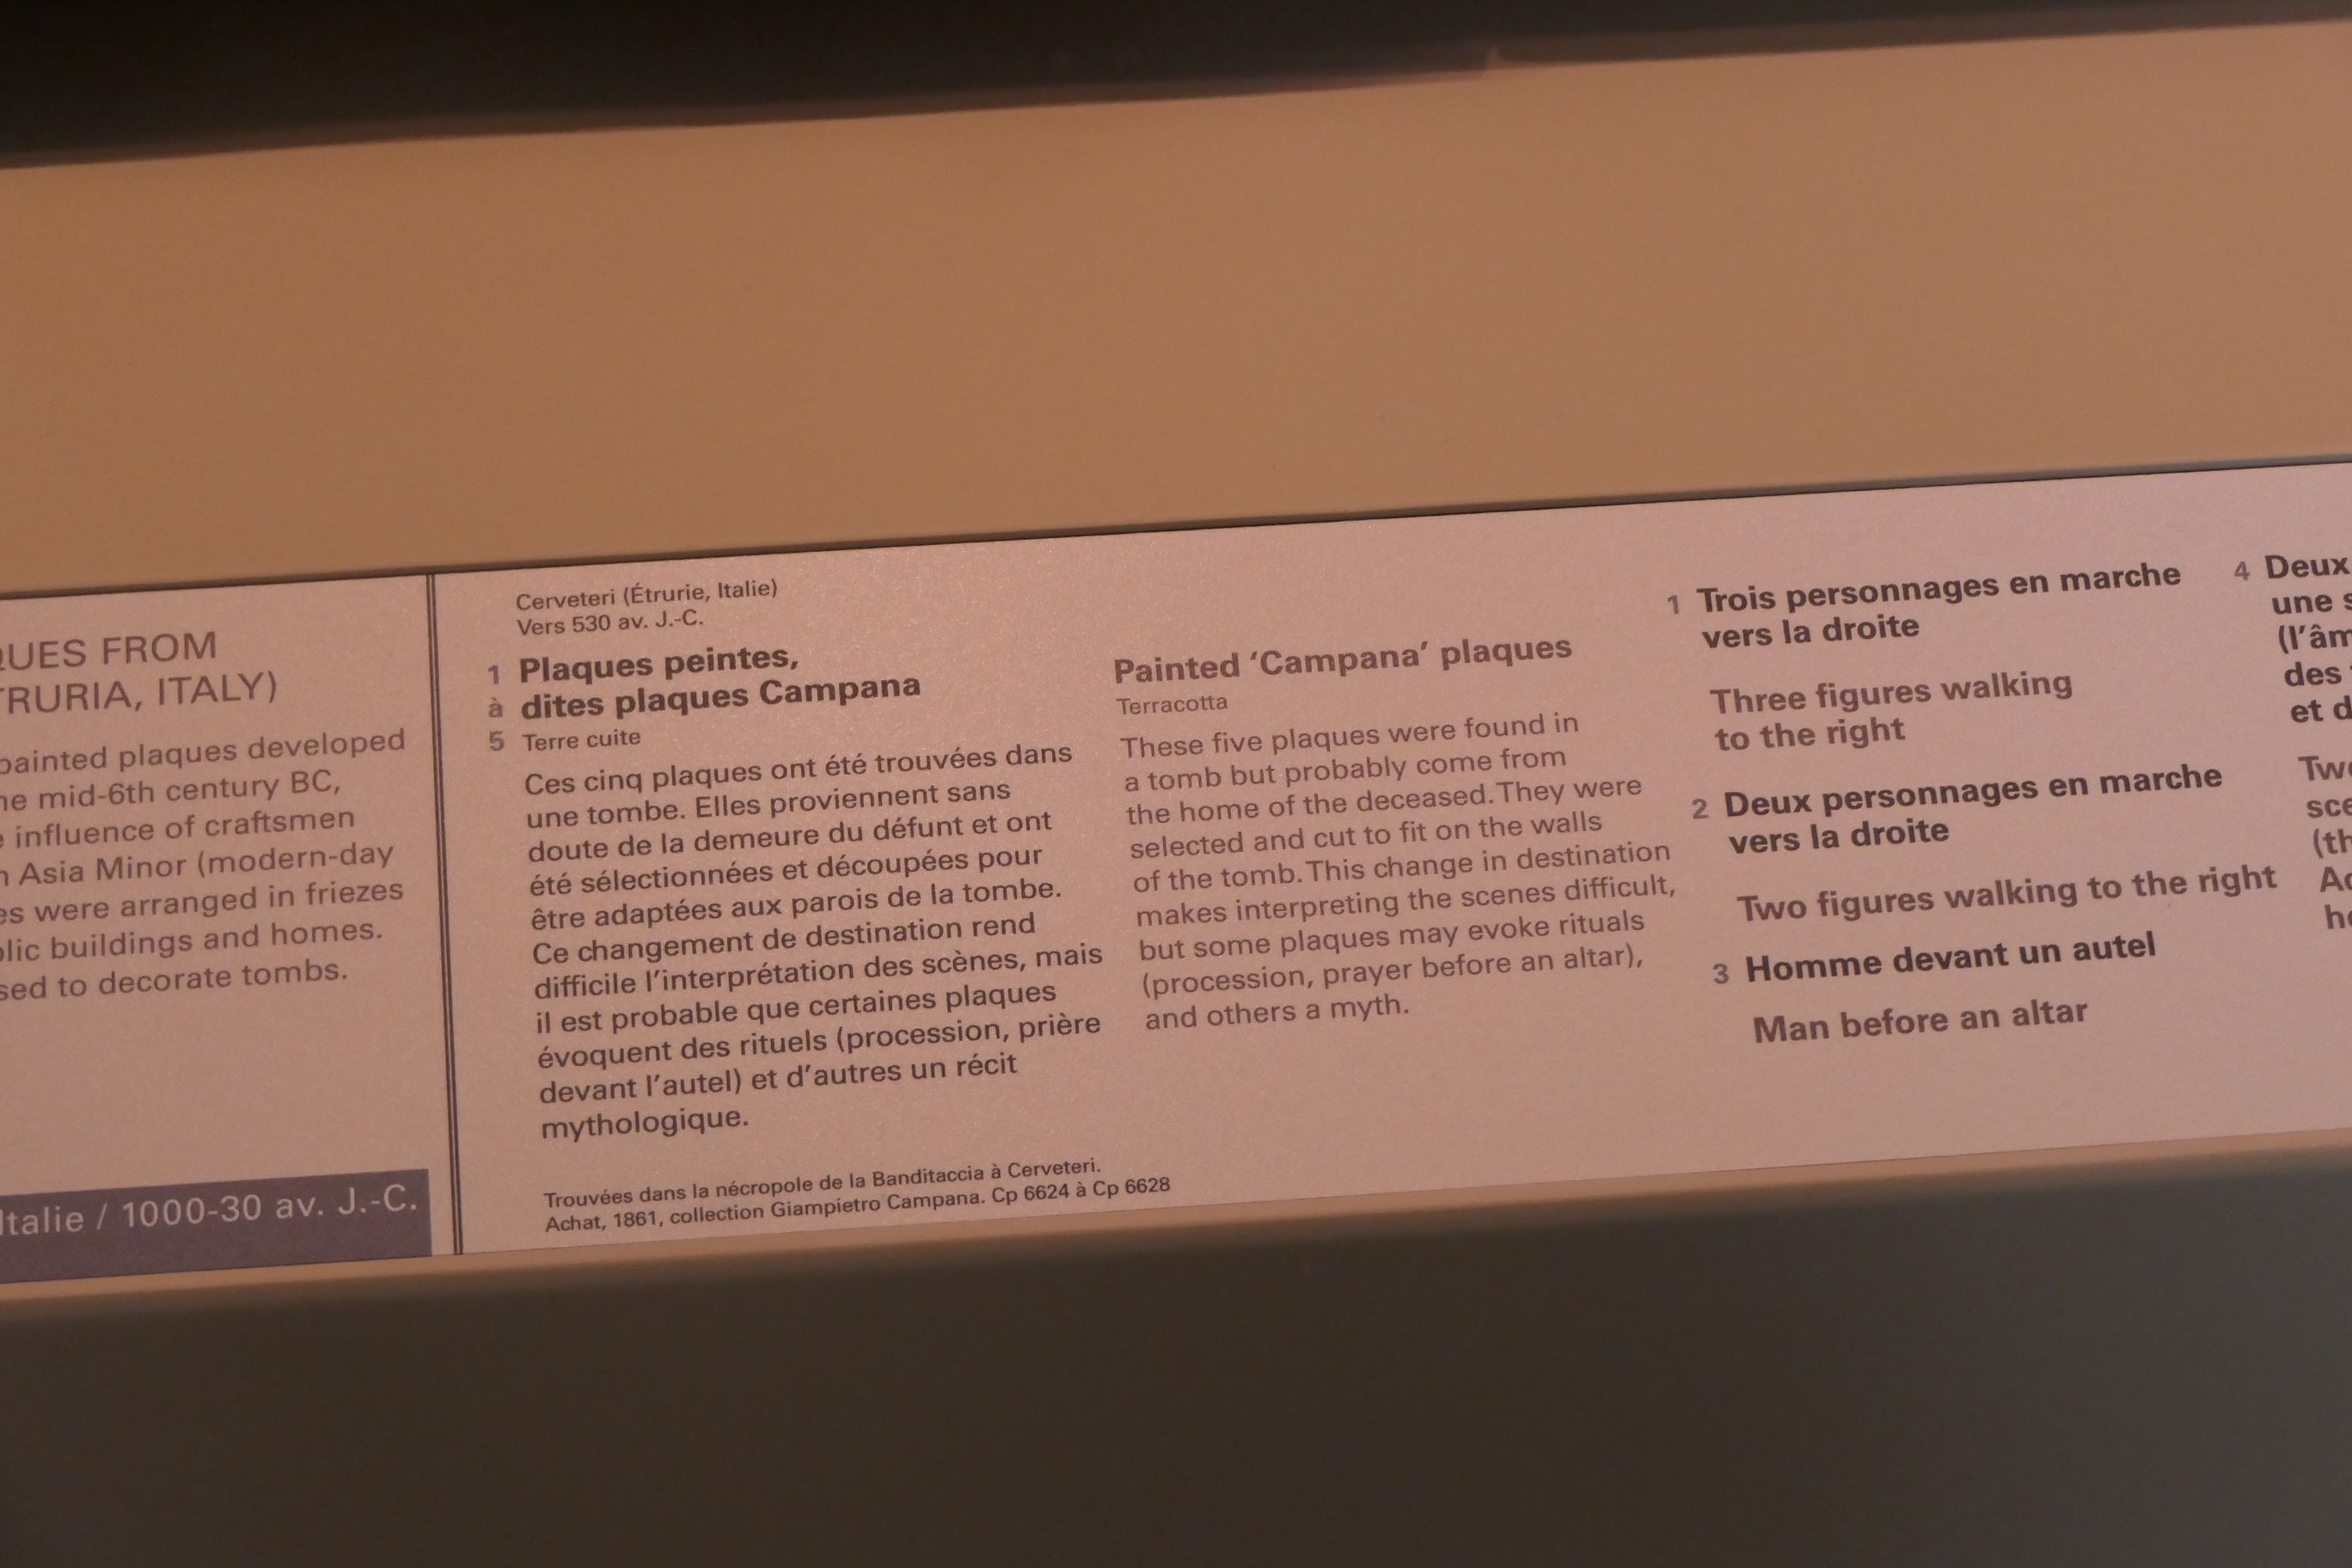 QUES FROM
TRURIA, ITALY)
painted plaques developed
mid-6th century BC,
influence of craftsmen
Asia Minor (modern-day
were arranged in friezes
buildings and homes.
to decorate tombs.
Italie / 1000-30 av. J.-C.
Cerveteri (Étrurie, Italie)
Vers 530 av. J.-C.
1 Plaques peintes,
à dites plaques Campana
5 Terre cuite
Ces cinq plaques ont été trouvées dans
une tombe. Elles proviennent sans
doute de la demeure du défunt et ont
été sélectionnées et découpées pour
être adaptées aux parois de la tombe.
Ce changement de destination rend
difficile l'interprétation des scènes, mais
il est probable que certaines plaques
évoquent des rituels (procession, prière
devant l'autel) et d'autres un récit
mythologique.
Trouvées dans la nécropole de la Banditaccia à Cerveteri.
Achat, 1861, collection Giampietro Campana. Cp 6624 à Cp 6628
Painted ‘Campana’ plaques
Terracotta
These five plaques were found in
a tomb but probably come from
the home of the deceased. They were
selected and cut to fit on the walls
of the tomb. This change in destination
makes interpreting the scenes difficult,
but some plaques may evoke rituals
(procession, prayer before an altar),
and others a myth.
1 Trois personnages en marche
vers la droite
Three figures walking
to the right
2 Deux personnages en marche
vers la droite
Two figures walking to the right
3 Homme devant un autel
Man before an altar
4 Deux
une
(l'âm
des
et d
Two
sce
(th